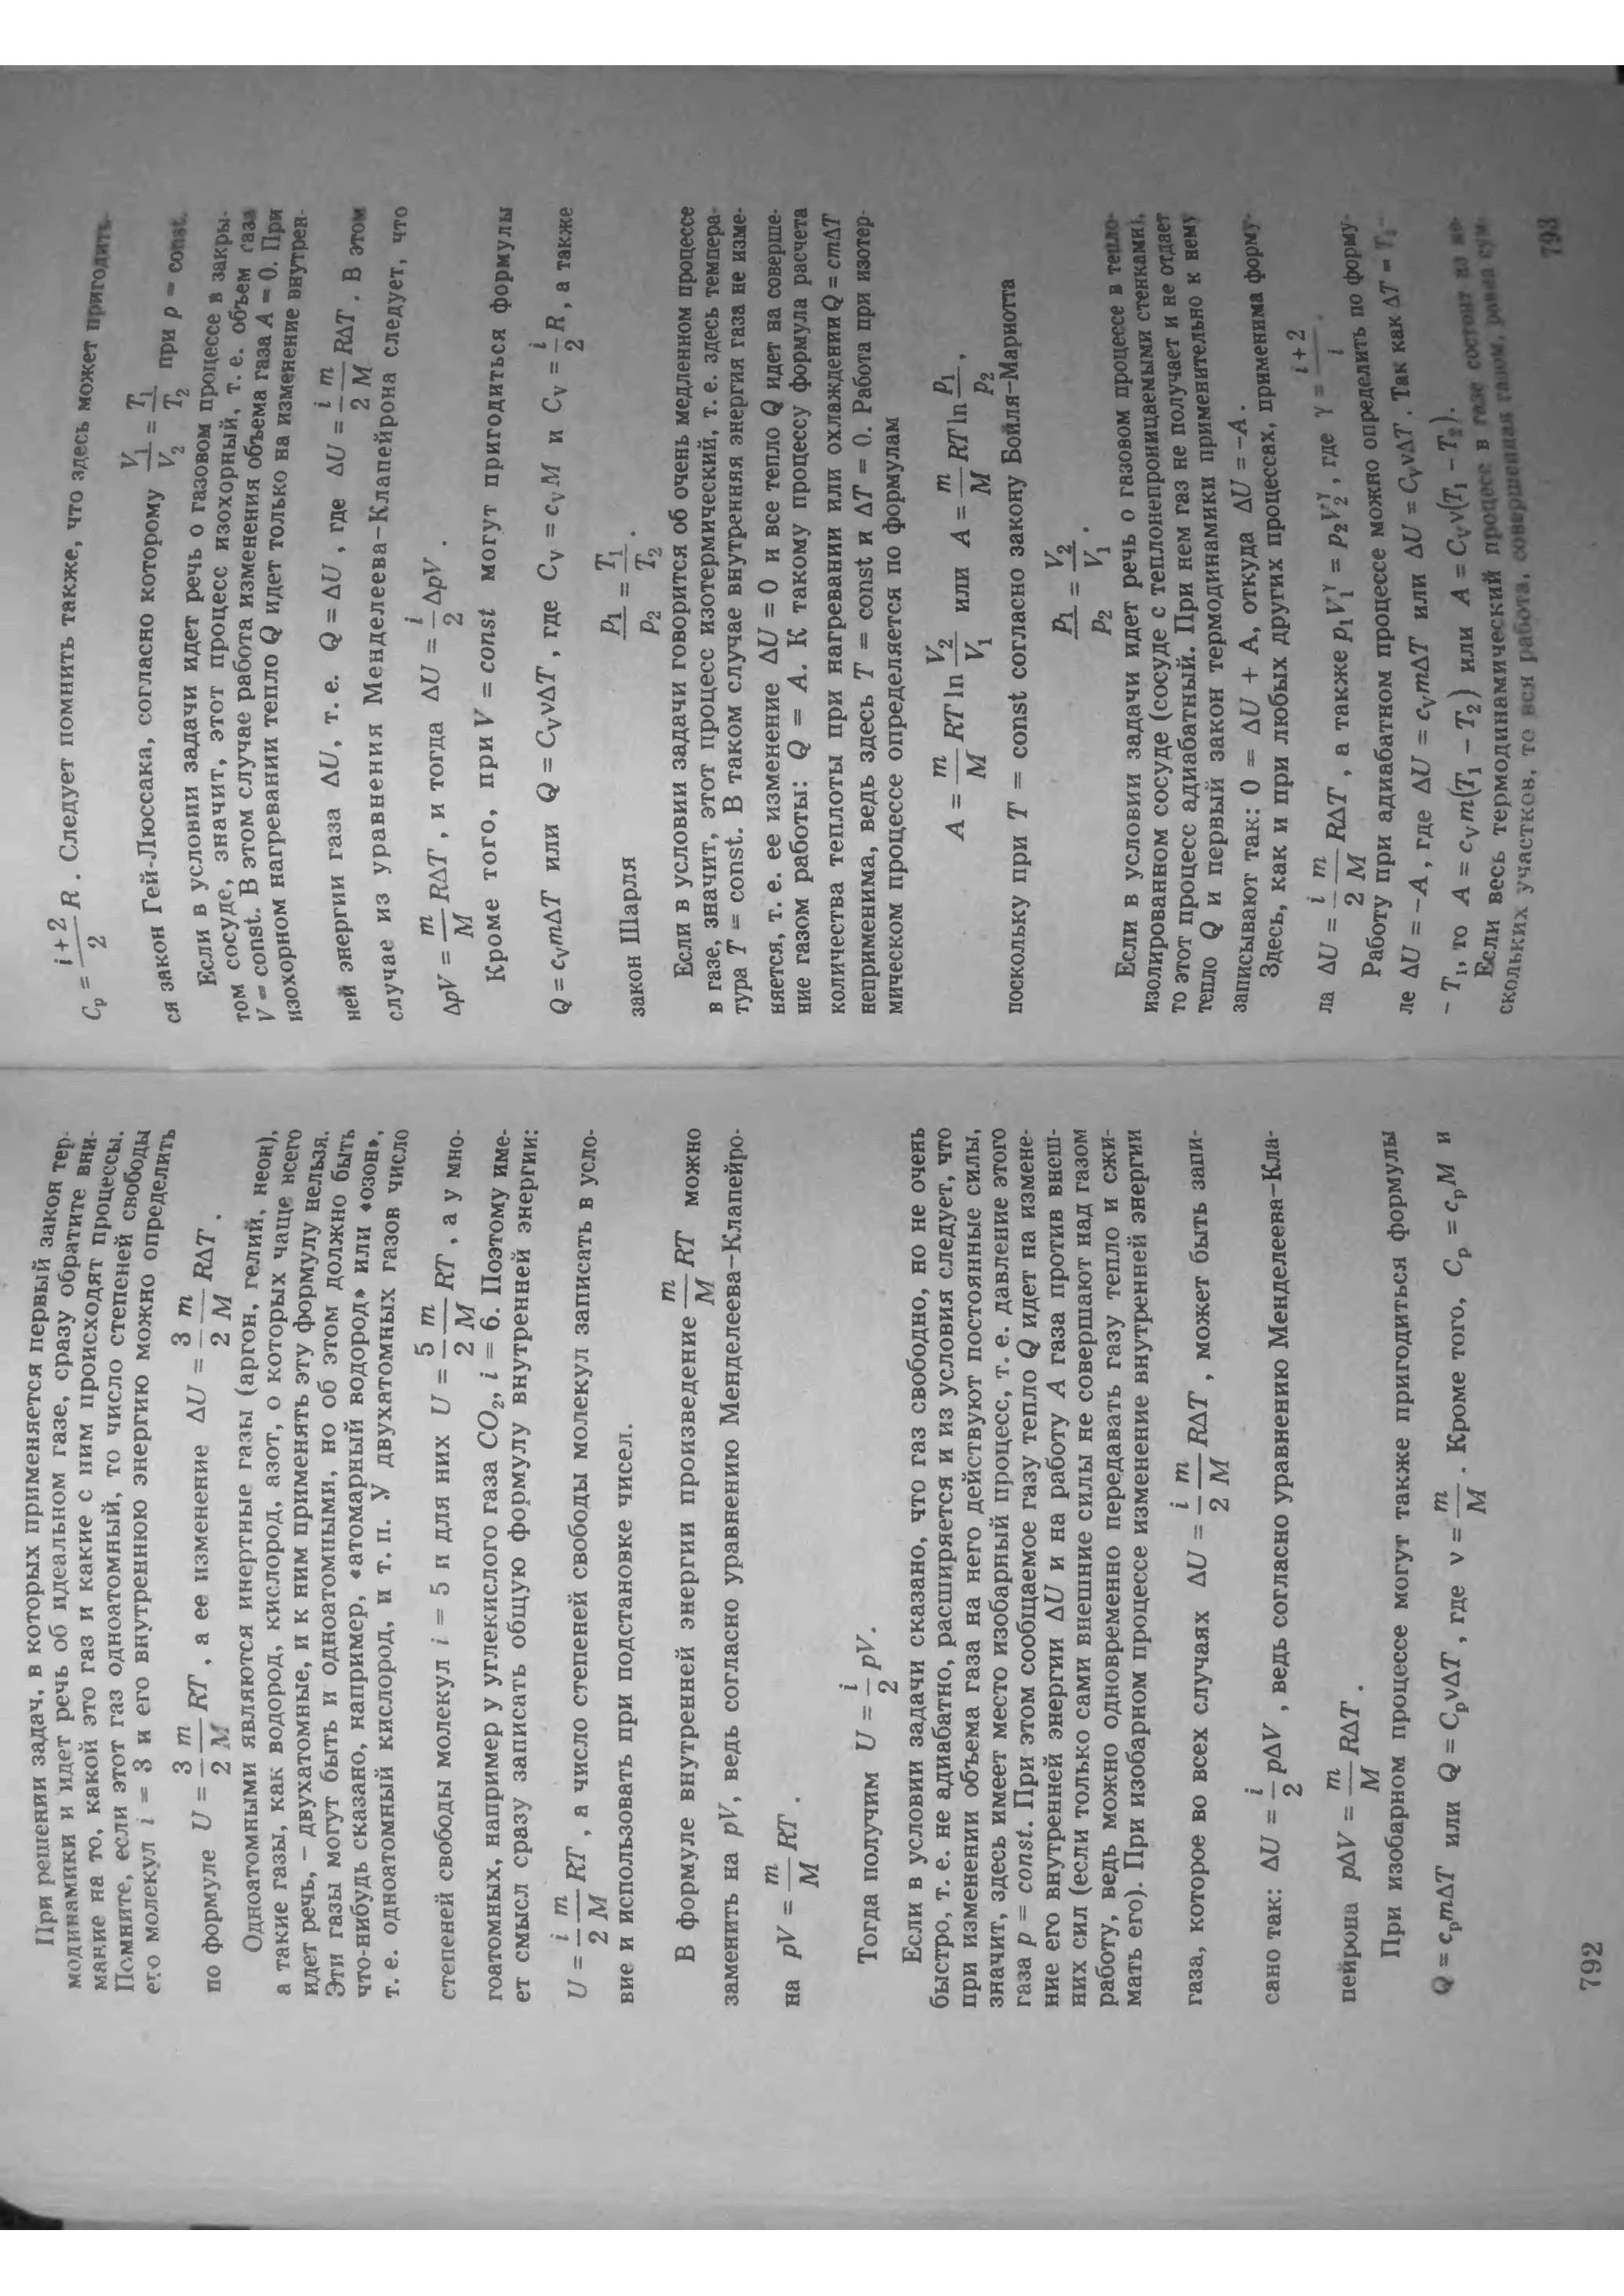 При решении задач, в которых применяется первый закон тер-
модинамики и идет речь об идеальном газе, сразу обратите вни-
мание на то, какой это газ и какие с ним происходят процессы.
Помните, если этот газ одноатомный, то число степеней свободы
его молекул i = 3 и его внутреннюю энергию можно определить
по формуле U = 3/2 m/M RT, а ее изменение ΔU = 3/2 m/M RΔT.
Одноатомными являются инертные газы (аргон, гелий, неон),
а такие газы, как водород, кислород, азот, о которых чаще всего
идет речь, – двухатомные, и к ним применять эту формулу нельзя.
Эти газы могут быть и одноатомными, но об этом должно быть
что-нибудь сказано, например, «атомарный водород» или «озон»,
т. е. одноатомный кислород, и т. п. У двухатомных газов число
степеней свободы молекул i = 5 и для них U = 5/2 m/M RT, а у мно-
гоатомных, например у углекислого газа CO₂, i = 6. Поэтому име-
ет смысл сразу записать общую формулу внутренней энергии:
U = i/2 m/M RT, а число степеней свободы молекул записать в усло-
вие и использовать при подстановке чисел.
В формуле внутренней энергии произведение m/M RT можно
заменить на pV, ведь согласно уравнению Менделеева–Клапейро-
на pV = m/M RT.
Тогда получим U = i/2 pV.
Если в условии задачи сказано, что газ свободно, но не очень
быстро, т. е. не адиабатно, расширяется и из условия следует, что
при изменении объема газа на него действуют постоянные силы,
значит, здесь имеет место изобарный процесс, т. е. давление этого
газа p = const. При этом сообщаемое газу тепло Q идет на измене-
ние его внутренней энергии ΔU и на работу A газа против внеш-
них сил (если только сами внешние силы не совершают над газом
работу, ведь можно одновременно передавать газу тепло и сжи-
мать его). При изобарном процессе изменение внутренней энергии
газа, которое во всех случаях ΔU = i/2 m/M RΔT, может быть запи-
сано так: ΔU = i/2 pΔV, ведь согласно уравнению Менделеева–Кла-
пейрона pΔV = m/M RΔT.
При изобарном процессе могут также пригодиться формулы
Q = cₚmΔT или Q = CₚνΔT, где ν = m/M. Кроме того, Cₚ = cₚM и
792
Cₚ = (i + 2)/2 R. Следует помнить также, что здесь может пригодить-
ся закон Гей-Люссака, согласно которому V₁/V₂ = T₁/T₂ при p = const.
Если в условии задачи идет речь о газовом процессе в закры-
том сосуде, значит, этот процесс изохорный, т. е. объем газа
V = const. В этом случае работа изменения объема газа A = 0. При
изохорном нагревании тепло Q идет только на изменение внутрен-
ней энергии газа ΔU, т. е. Q = ΔU, где ΔU = i/2 m/M RΔT. В этом
случае из уравнения Менделеева–Клапейрона следует, что
ΔpV = m/M RΔT, и тогда ΔU = i/2 ΔpV.
Кроме того, при V = const могут пригодиться формулы
Q = cᵥmΔT или Q = CᵥνΔT, где Cᵥ = cᵥM и Cᵥ = i/2 R, а также
закон Шарля p₁/p₂ = T₁/T₂.
Если в условии задачи говорится об очень медленном процессе
в газе, значит, этот процесс изотермический, т. е. здесь темпера-
тура T = const. В таком случае внутренняя энергия газа не изме-
няется, т. е. ее изменение ΔU = 0 и все тепло Q идет на соверше-
ние газом работы: Q = A. К такому процессу формула расчета
количества теплоты при нагревании или охлаждении Q = cmΔT
неприменима, ведь здесь T = const и ΔT = 0. Работа при изотер-
мическом процессе определяется по формулам
A = m/M RT ln V₂/V₁ или A = m/M RT ln p₁/p₂,
поскольку при T = const согласно закону Бойля–Мариотта
p₁/p₂ = V₂/V₁.
Если в условии задачи идет речь о газовом процессе в тепло-
изолированном сосуде (сосуде с теплонепроницаемыми стенками),
то этот процесс адиабатный. При нем газ не получает и не отдает
тепло Q и первый закон термодинамики применительно к нему
записывают так: 0 = ΔU + A, откуда ΔU = –A.
Здесь, как и при любых других процессах, применима форму-
ла ΔU = i/2 m/M RΔT, а также p₁V₁^γ = p₂V₂^γ, где γ = (i + 2)/i.
Работу при адиабатном процессе можно определить по форму-
ле ΔU = –A, где ΔU = cᵥmΔT или ΔU = CᵥνΔT. Так как ΔT = T₂ –
– T₁, то A = cᵥm(T₁ – T₂) или A = Cᵥν(T₁ – T₂).
Если весь термодинамический процесс в газе состоит из не-
скольких участков, то вся работа, совершенная газом, равна сум-
793